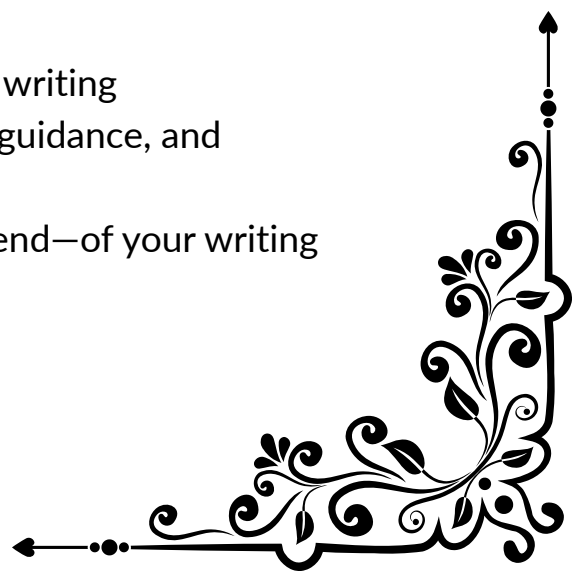 writing
guidance, and
end—of your writing